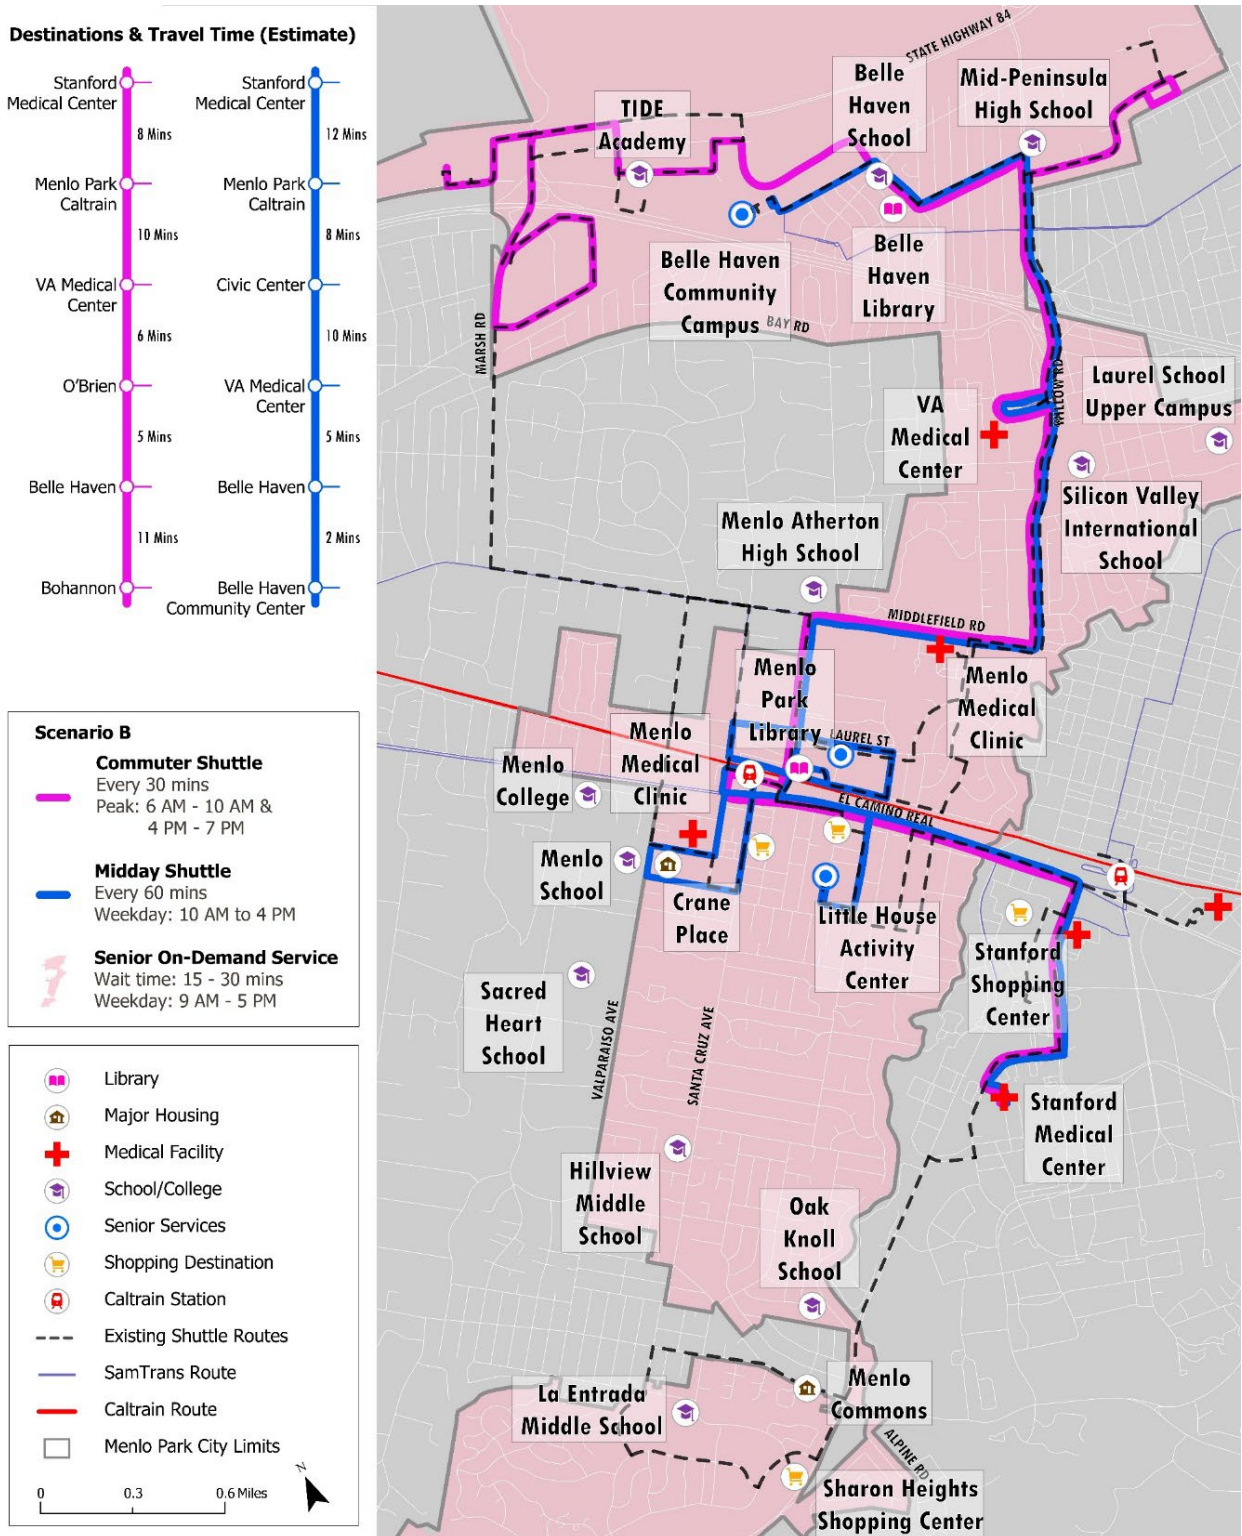 Destinations & Travel Time (Estimate)
Stanford
Medical Center
8 Mins
Menlo Park
Caltrain
10 Mins
VA Medical
Center
6 Mins
O'Brien
5 Mins
Belle Haven
11 Mins
Bohannon
Stanford
Medical Center
12 Mins
Menlo Park
Caltrain
8 Mins
Civic Center
10 Mins
VA Medical
Center
5 Mins
Belle Haven
2 Mins
Belle Haven
Community Center
Scenario B
Commuter Shuttle
Every 30 mins
Peak: 6 AM - 10 AM &
4 PM - 7 PM
Midday Shuttle
Every 60 mins
Weekday: 10 AM to 4 PM
Senior On-Demand Service
Wait time: 15 - 30 mins
Weekday: 9 AM - 5 PM
Library
Major Housing
Medical Facility
School/College
Senior Services
Shopping Destination
Caltrain Station
Existing Shuttle Routes
SamTrans Route
Caltrain Route
Menlo Park City Limits
N
0 0.3 0.6 Miles
STATE HIGHWAY 84
Belle
Haven
School
Mid-Peninsula
High School
TIDE
Academy
Belle Haven
Community
Campus
BAY RD
Belle
Haven
Library
MARSH RD
WILLOW RD
Laurel School
Upper Campus
VA
Medical
Center
Silicon Valley
International
School
Menlo Atherton
High School
MIDDLEFIELD RD
Menlo
Park
Library
Menlo
Medical
Clinic
LAUREL ST
Menlo
Medical
Clinic
Menlo
College
EL CAMINO REAL
Menlo
School
Crane
Place
Little House
Activity
Center
Stanford
Shopping
Center
Sacred
Heart
School
VALPARAISO AVE
SANTA CRUZ AVE
Stanford
Medical
Center
Hillview
Middle
School
Oak
Knoll
School
La Entrada
Middle School
Menlo
Commons
ALPINE RD
Sharon Heights
Shopping Center